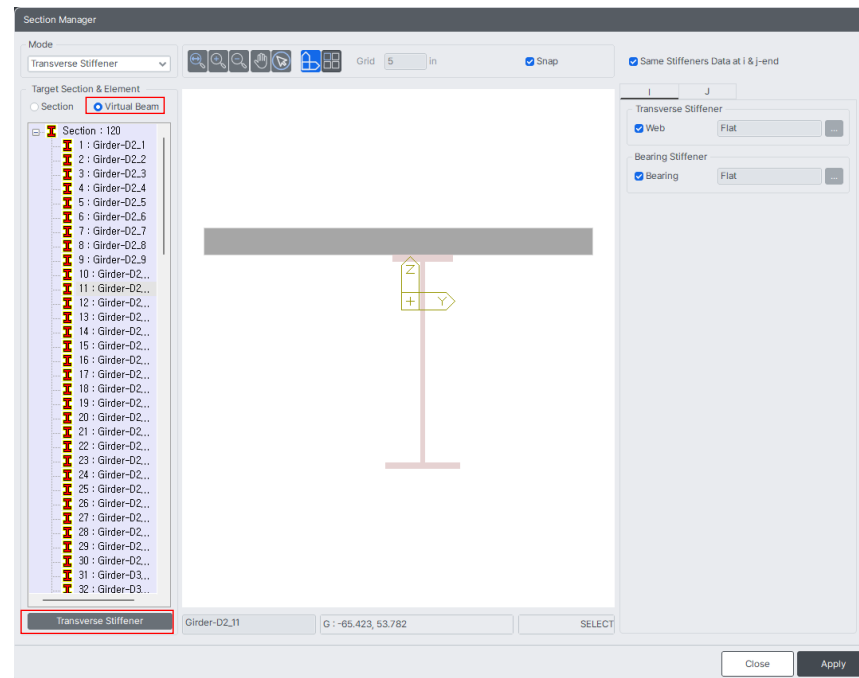 Section Manager
Mode
Transverse Stiffener
Grid 5 in
Snap
Same Stiffeners Data at i & j-end
Target Section & Element
Section Virtual Beam
Section : 120
1 : Girder-D2_1
2 : Girder-D2_2
3 : Girder-D2_3
4 : Girder-D2_4
5 : Girder-D2_5
6 : Girder-D2_6
7 : Girder-D2_7
8 : Girder-D2_8
9 : Girder-D2_9
10 : Girder-D2...
11 : Girder-D2...
12 : Girder-D2...
13 : Girder-D2...
14 : Girder-D2...
15 : Girder-D2...
16 : Girder-D2...
17 : Girder-D2...
18 : Girder-D2...
19 : Girder-D2...
20 : Girder-D2...
21 : Girder-D2...
22 : Girder-D2...
23 : Girder-D2...
24 : Girder-D2...
25 : Girder-D2...
26 : Girder-D2...
27 : Girder-D2...
28 : Girder-D2...
29 : Girder-D2...
30 : Girder-D2...
31 : Girder-D3...
32 : Girder-D3...
Transverse Stiffener
Z
Y
Girder-D2_11
G : -65.423, 53.782
SELECT
I J
Transverse Stiffener
Web Flat ...
Bearing Stiffener
Bearing Flat ...
Close Apply